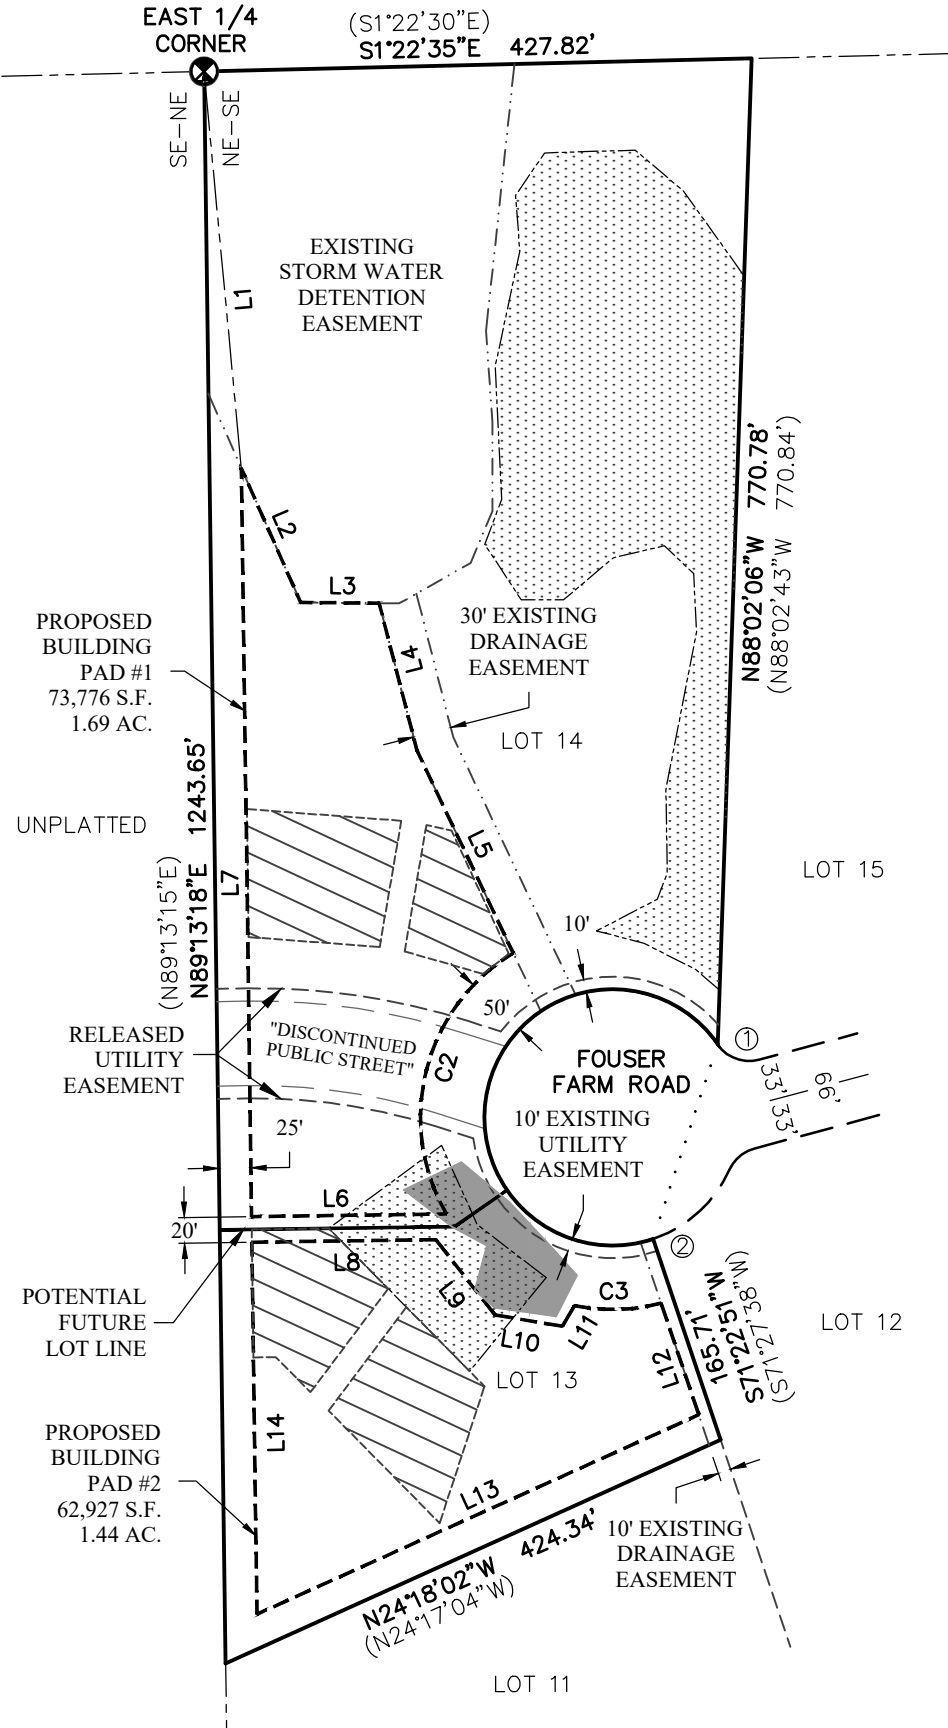 EAST 1/4
CORNER
(S1°22'30"E)
S1°22'35"E 427.82'
SE-NE
NE-SE
EXISTING
STORM WATER
DETENTION
EASEMENT
L1
L2
L3
N88°02'06"W 770.78'
(N88°02'43"W 770.84')
PROPOSED
BUILDING
PAD #1
73,776 S.F.
1.69 AC.
30' EXISTING
DRAINAGE
EASEMENT
L4
LOT 14
UNPLATTED
N89°13'18"E 1243.65'
(N89°13'15"E)
L7
L5
LOT 15
10'
50'
RELEASED
UTILITY
EASEMENT
"DISCONTINUED
PUBLIC STREET"
C2
FOUSER
FARM ROAD
10' EXISTING
UTILITY
EASEMENT
1
33'
33'
66'
25'
L6
20'
L8
2
POTENTIAL
FUTURE
LOT LINE
L9
L10
L11
C3
L12
S71°22'51"W
165.71'
(S71°27'38"W)
LOT 12
LOT 13
PROPOSED
BUILDING
PAD #2
62,927 S.F.
1.44 AC.
L14
L13
N24°18'02"W 424.34'
(N24°17'04"W)
10' EXISTING
DRAINAGE
EASEMENT
LOT 11